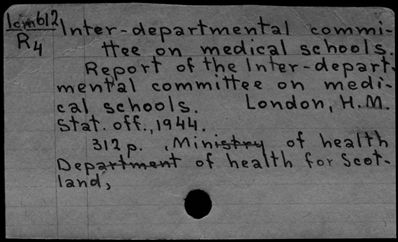 1cm612
R4
Inter-departmental commi-
ttee on medical schools.
Report of the Inter-depart-
mental committee on medi-
cal schools. London, H.M.
Stat. off., 1944.
312 p. , Ministry of health
Department of health for Scot-
land,